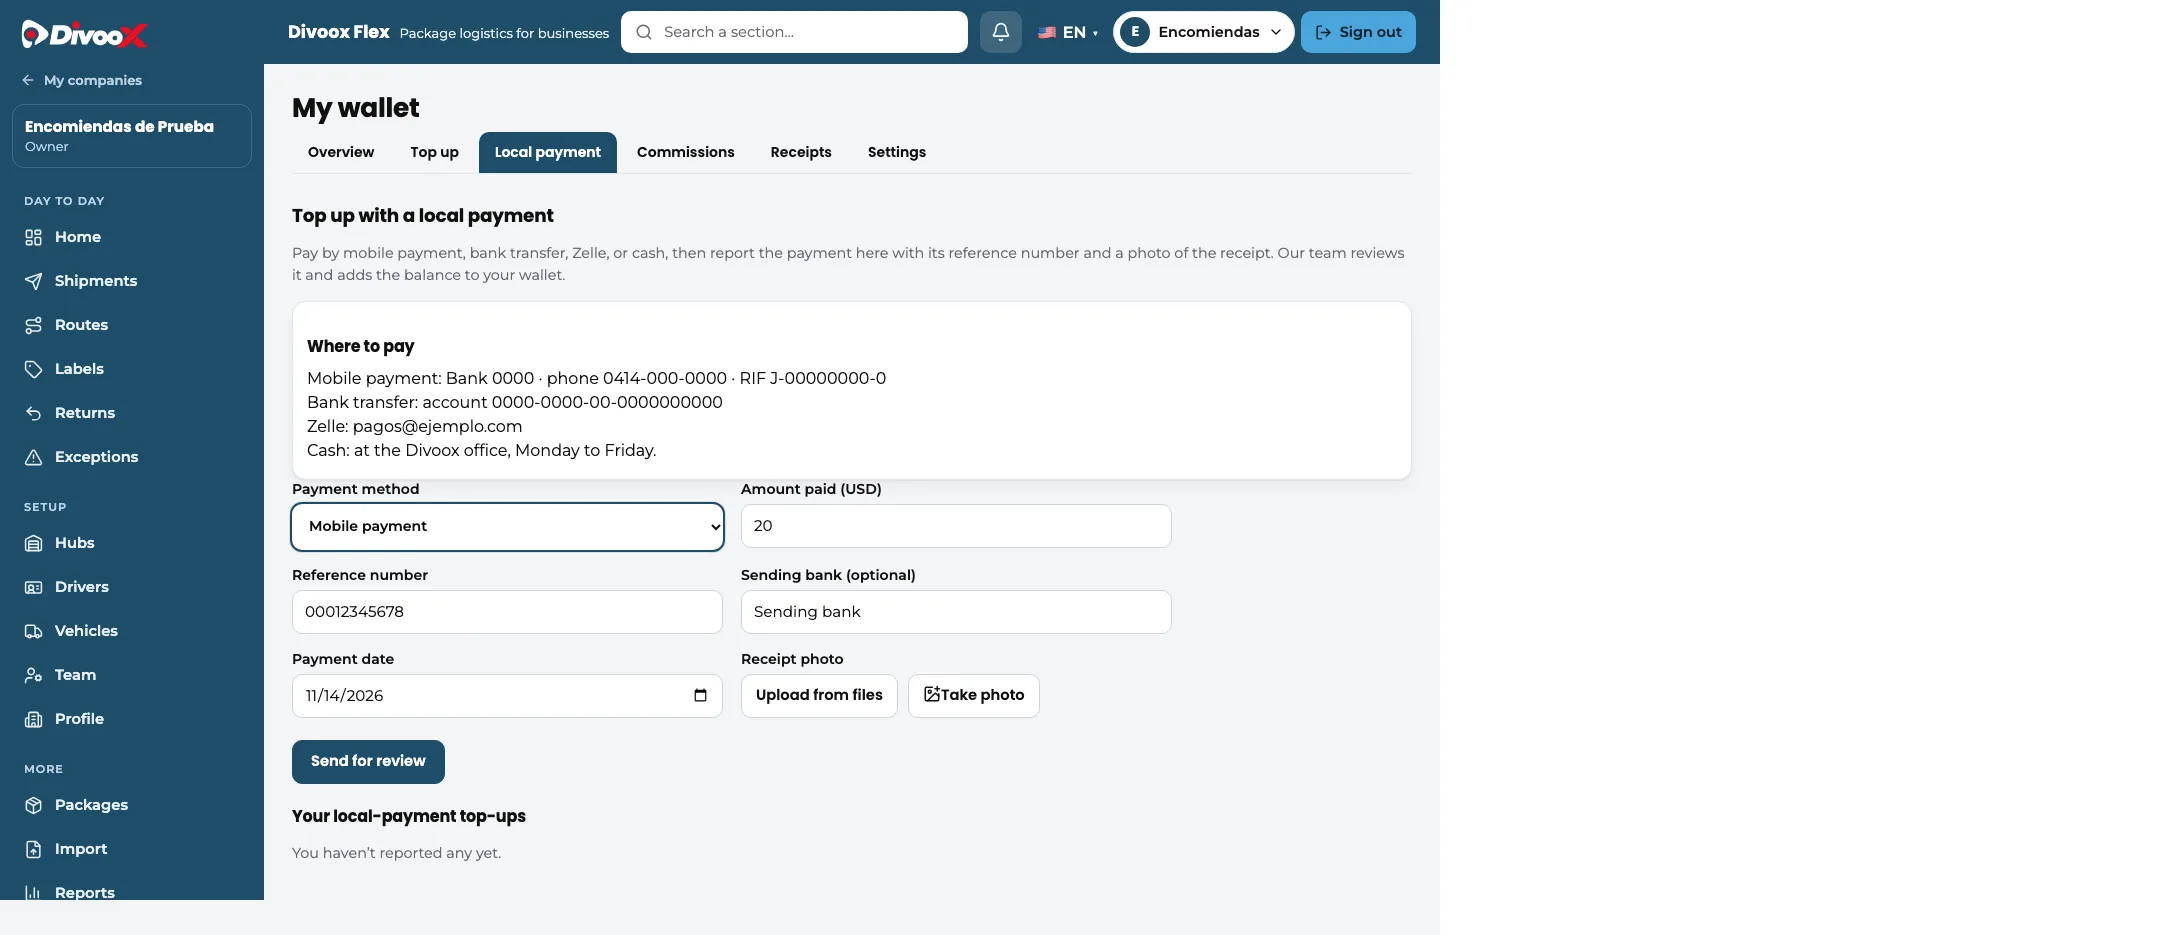 DivooX
Divoox Flex Package logistics for businesses
Search a section...
EN
E Encomiendas
Sign out
My companies
Encomiendas de Prueba
Owner
DAY TO DAY
Home
Shipments
Routes
Labels
Returns
Exceptions
SETUP
Hubs
Drivers
Vehicles
Team
Profile
MORE
Packages
Import
Reports
My wallet
Overview Top up Local payment Commissions Receipts Settings
Top up with a local payment
Pay by mobile payment, bank transfer, Zelle, or cash, then report the payment here with its reference number and a photo of the receipt. Our team reviews
it and adds the balance to your wallet.
Where to pay
Mobile payment: Bank 0000 · phone 0414-000-0000 · RIF J-00000000-0
Bank transfer: account 0000-0000-00-0000000000
Zelle: pagos@ejemplo.com
Cash: at the Divoox office, Monday to Friday.
Payment method
Mobile payment
Amount paid (USD)
20
Reference number
00012345678
Sending bank (optional)
Sending bank
Payment date
11/14/2026
Receipt photo
Upload from files
Take photo
Send for review
Your local-payment top-ups
You haven't reported any yet.